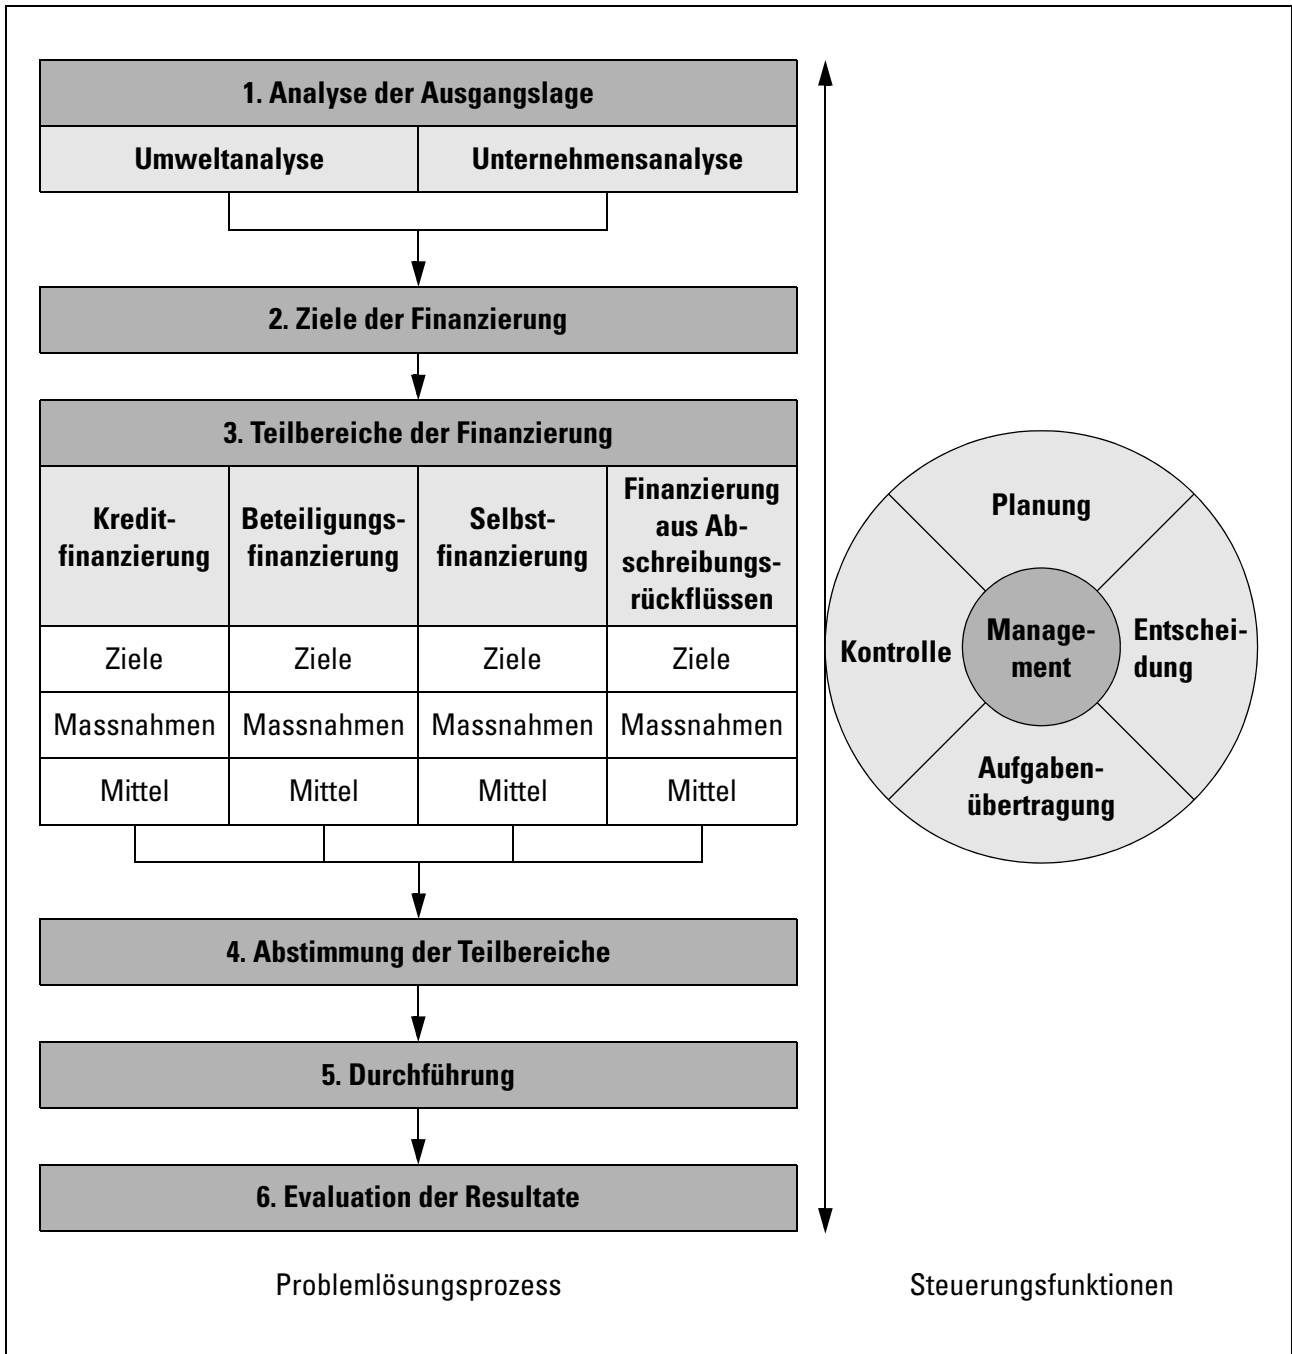 1. Analyse der Ausgangslage
Umweltanalyse
Unternehmensanalyse
2. Ziele der Finanzierung
3. Teilbereiche der Finanzierung
Kredit-
finanzierung
Beteiligungs-
finanzierung
Selbst-
finanzierung
Finanzierung
aus Ab-
schreibungs-
rückflüssen
Ziele
Ziele
Ziele
Ziele
Massnahmen
Massnahmen
Massnahmen
Massnahmen
Mittel
Mittel
Mittel
Mittel
4. Abstimmung der Teilbereiche
5. Durchführung
6. Evaluation der Resultate
Problemlösungsprozess
Planung
Kontrolle
Manage-
ment
Entschei-
dung
Aufgaben-
übertragung
Steuerungsfunktionen